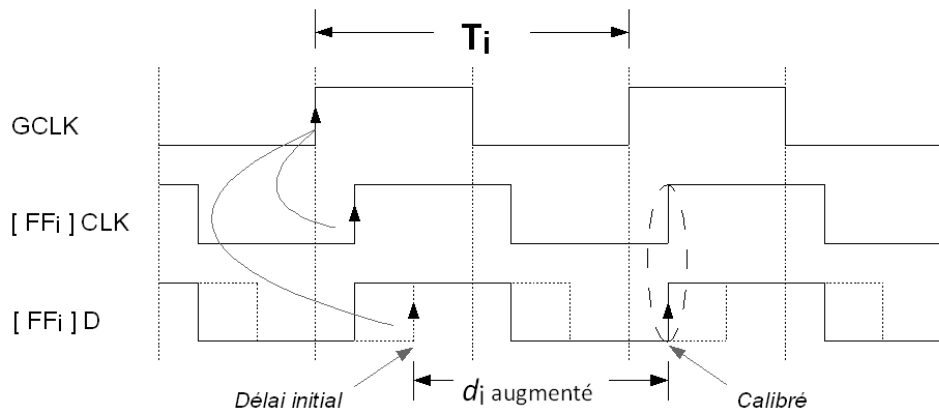 Ti
GCLK
[ FFi ] CLK
[ FFi ] D
Délai initial
di augmenté
Calibré